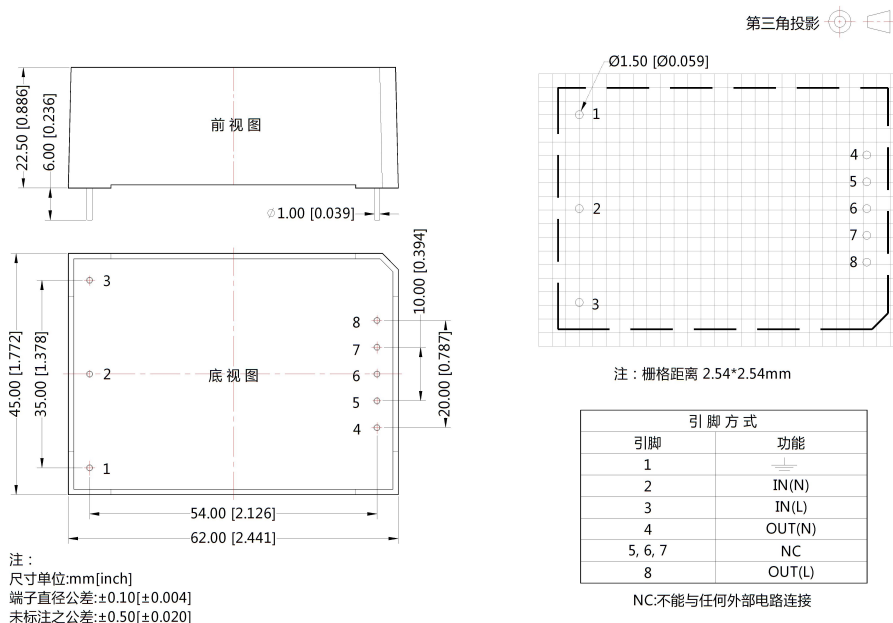 第三角投影
Ø1.50 [Ø0.059]
22.50 [0.886]
6.00 [0.236]
前视图
Ø1.00 [0.039]
1
2
3
4
5
6
7
8
注：栅格距离 2.54*2.54mm
45.00 [1.772]
35.00 [1.378]
3
2
1
底视图
8
7
6
5
4
10.00 [0.394]
20.00 [0.787]
54.00 [2.126]
62.00 [2.441]
引脚方式
引脚 功能
1
2 IN(N)
3 IN(L)
4 OUT(N)
5, 6, 7 NC
8 OUT(L)
NC:不能与任何外部电路连接
注：
尺寸单位:mm[inch]
端子直径公差:±0.10[±0.004]
未标注之公差:±0.50[±0.020]